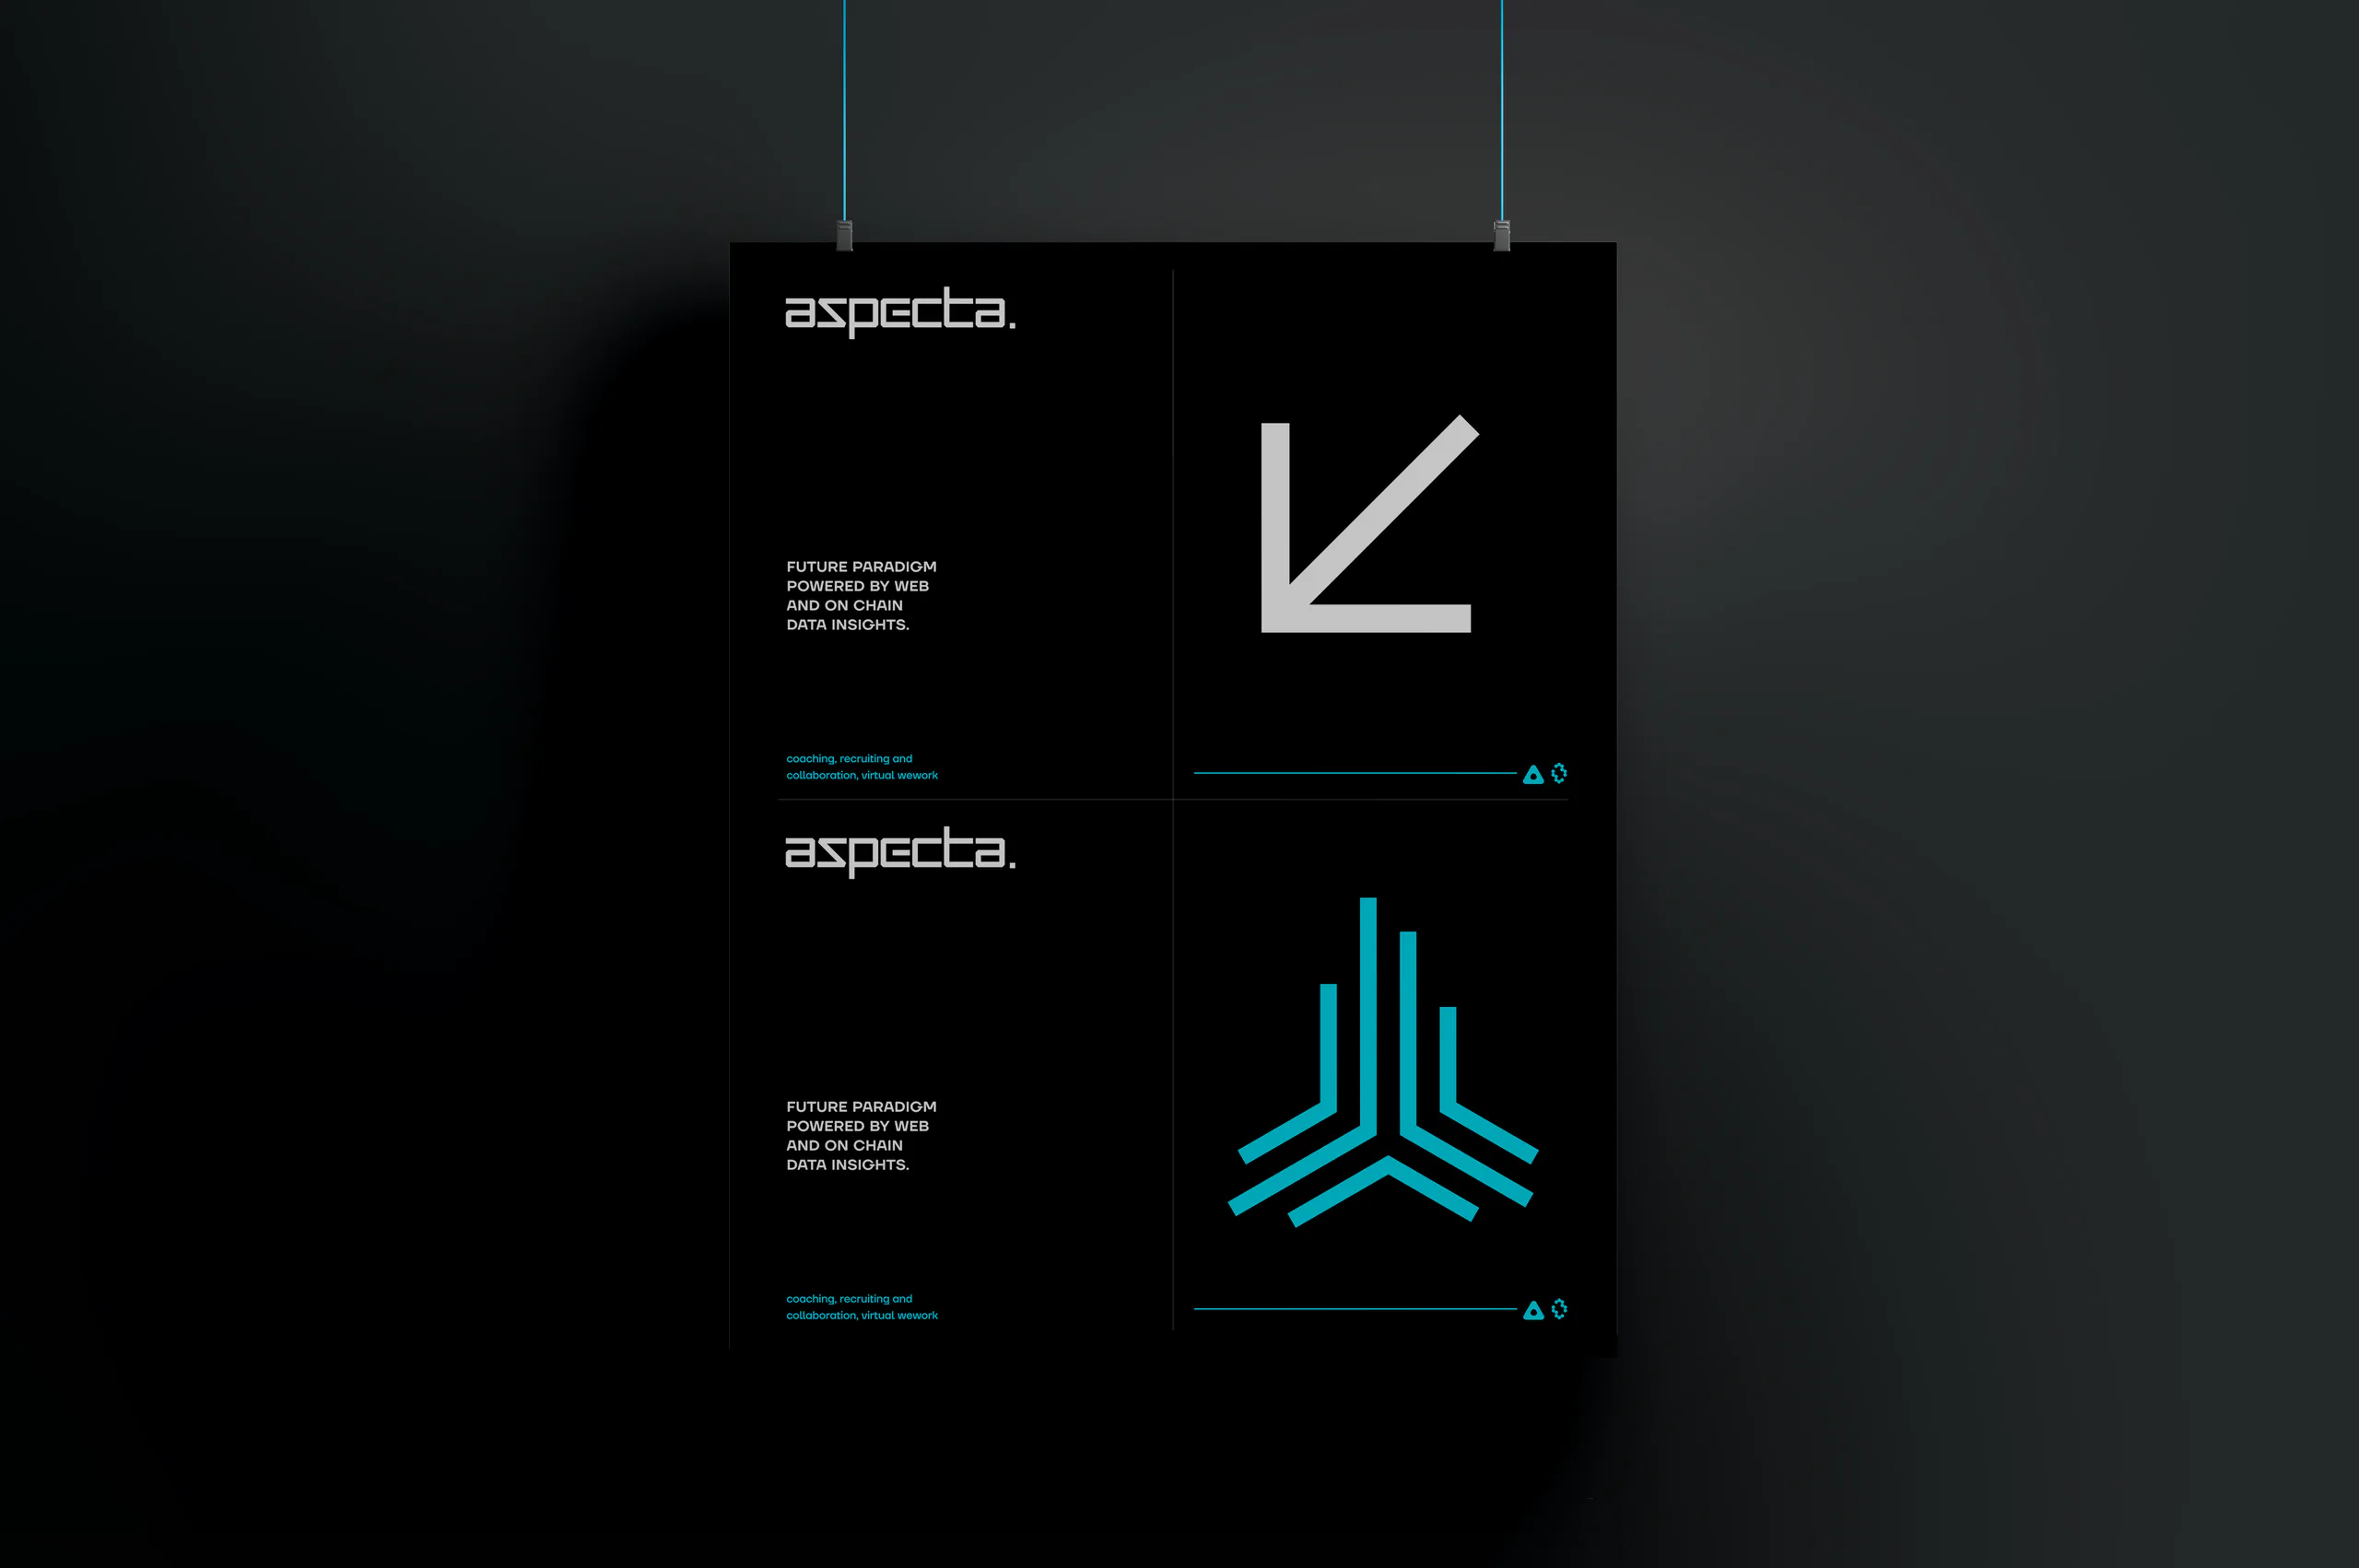 aspecta.
FUTURE PARADIGM
POWERED BY WEB
AND ON CHAIN
DATA INSIGHTS.
coaching, recruiting and
collaboration, virtual wework
aspecta.
FUTURE PARADIGM
POWERED BY WEB
AND ON CHAIN
DATA INSIGHTS.
coaching, recruiting and
collaboration, virtual wework